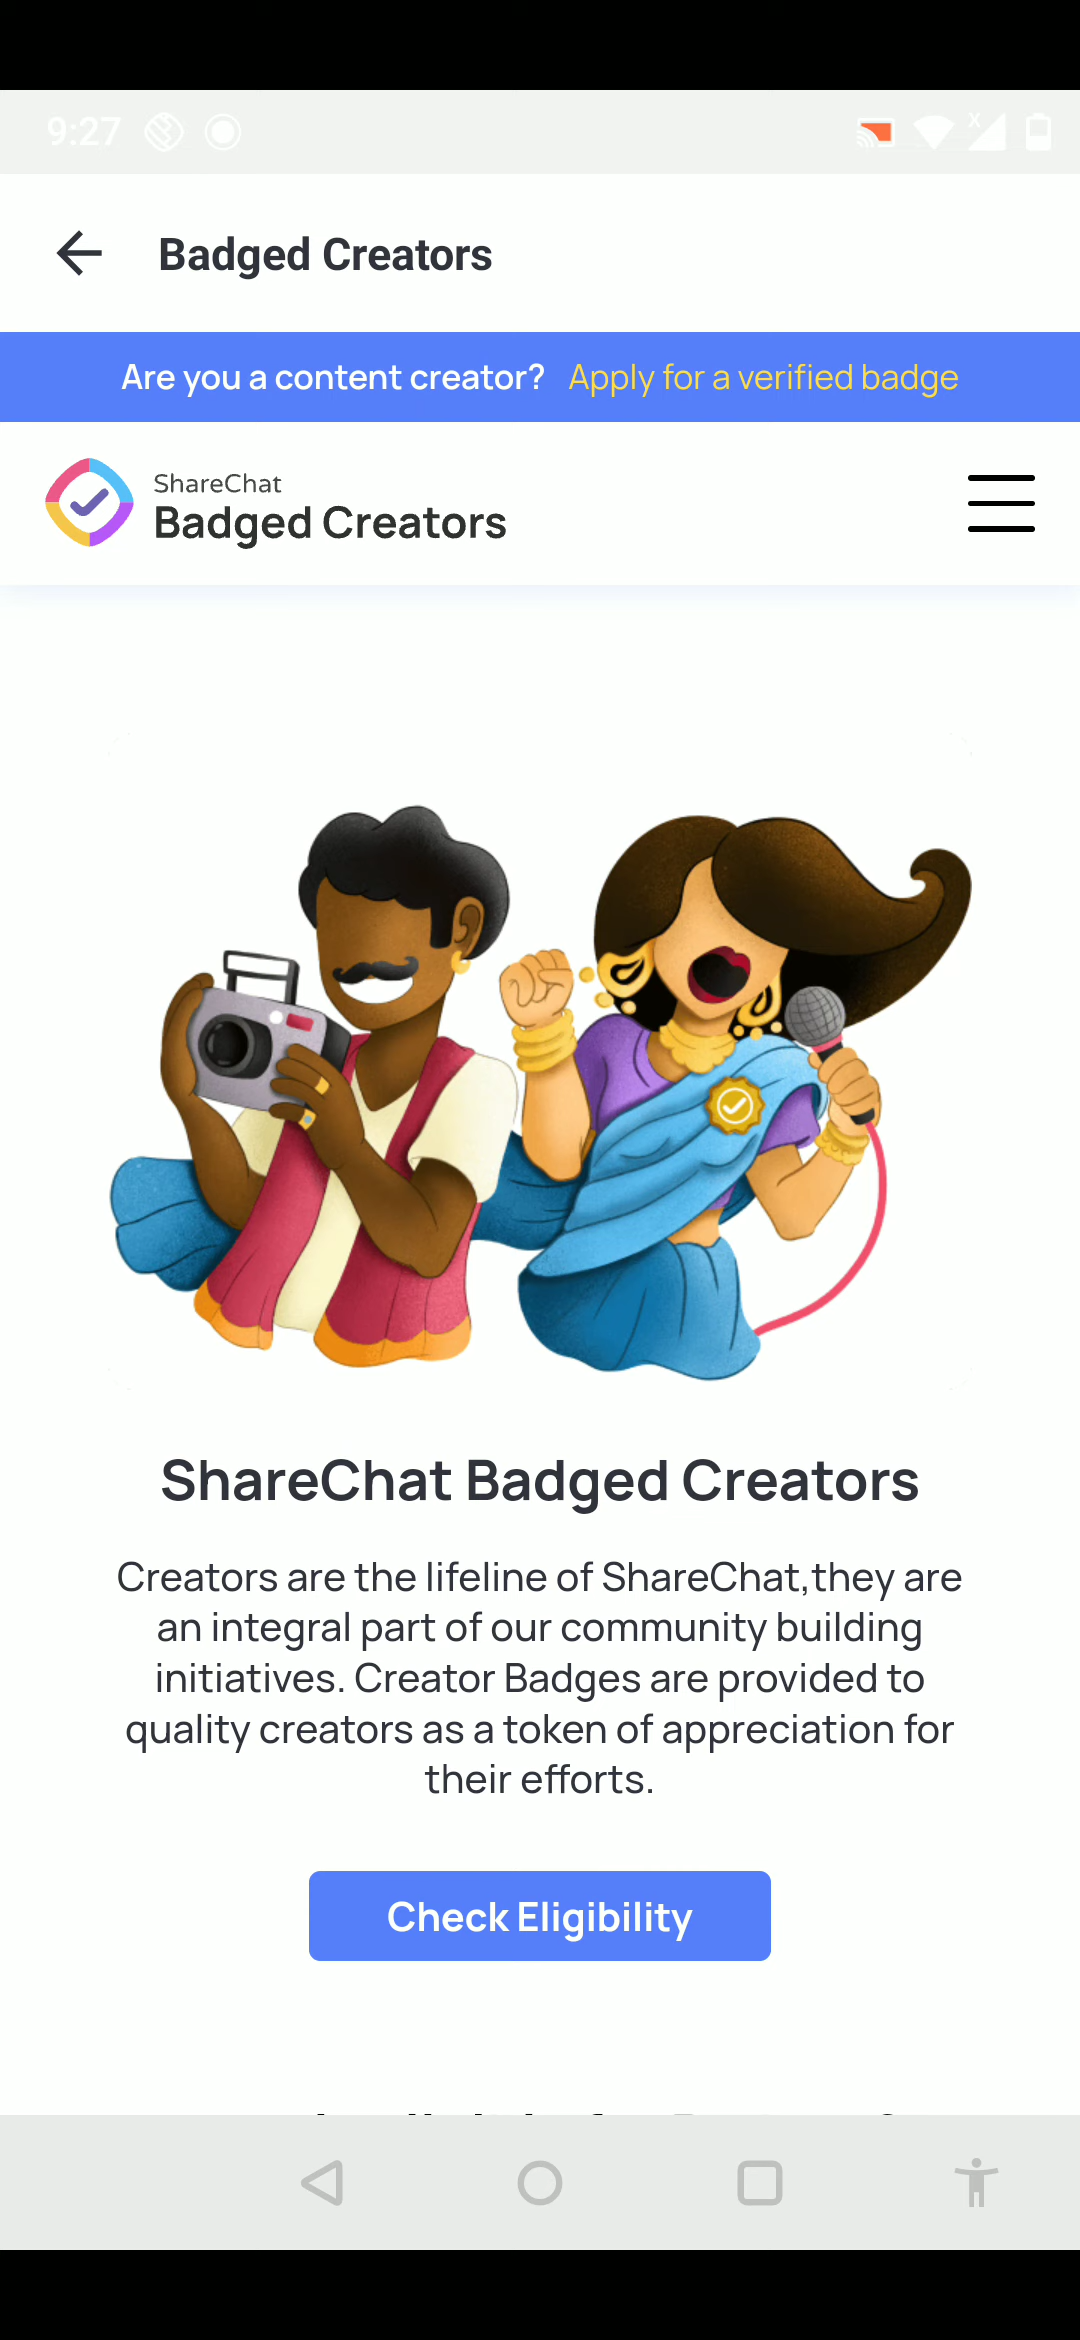 9:27
Badged Creators
Are you a content creator? Apply for a verified badge
ShareChat
Badged Creators
ShareChat Badged Creators
Creators are the lifeline of ShareChat,they are
an integral part of our community building
initiatives. Creator Badges are provided to
quality creators as a token of appreciation for
their efforts.
Check Eligibility